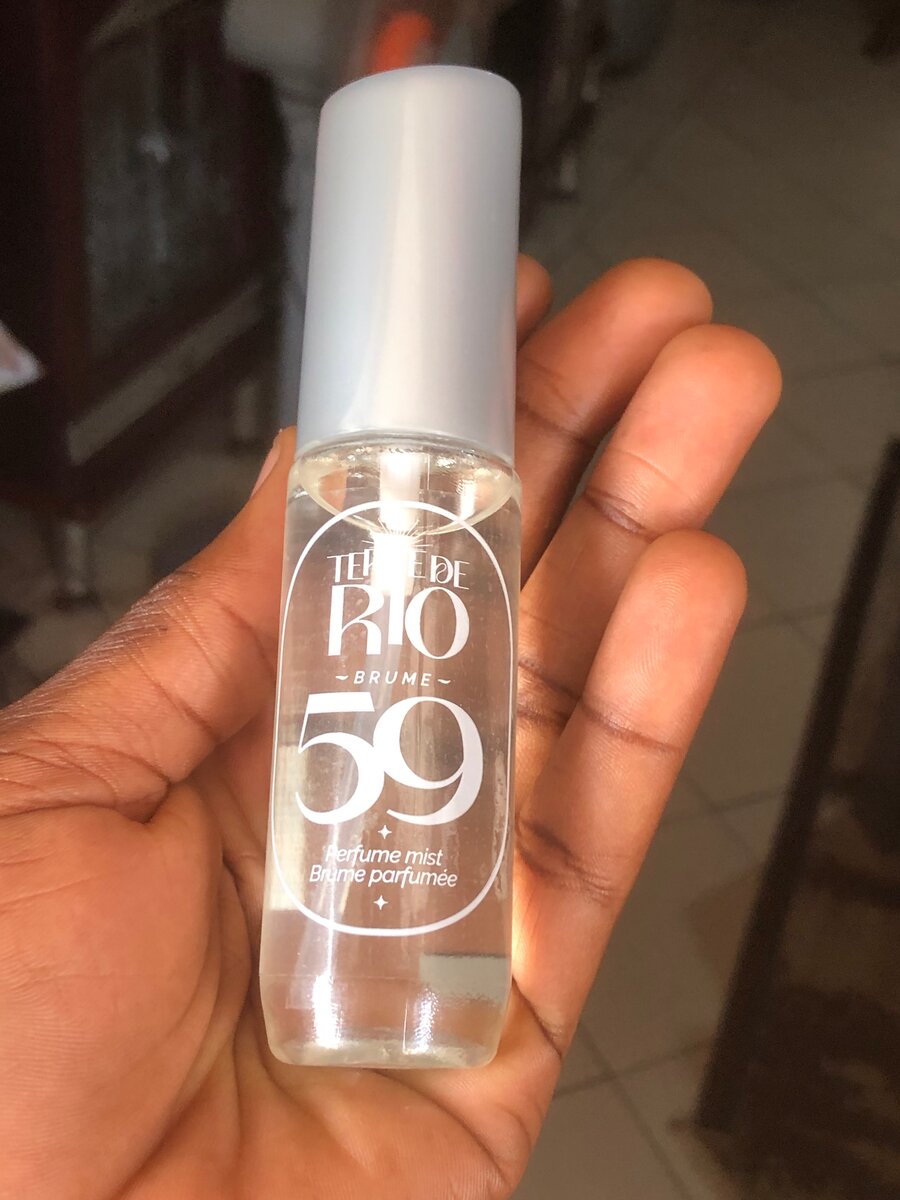 TERRE DE
RIO
~BRUME~
59
Perfume mist
Brume parfumée